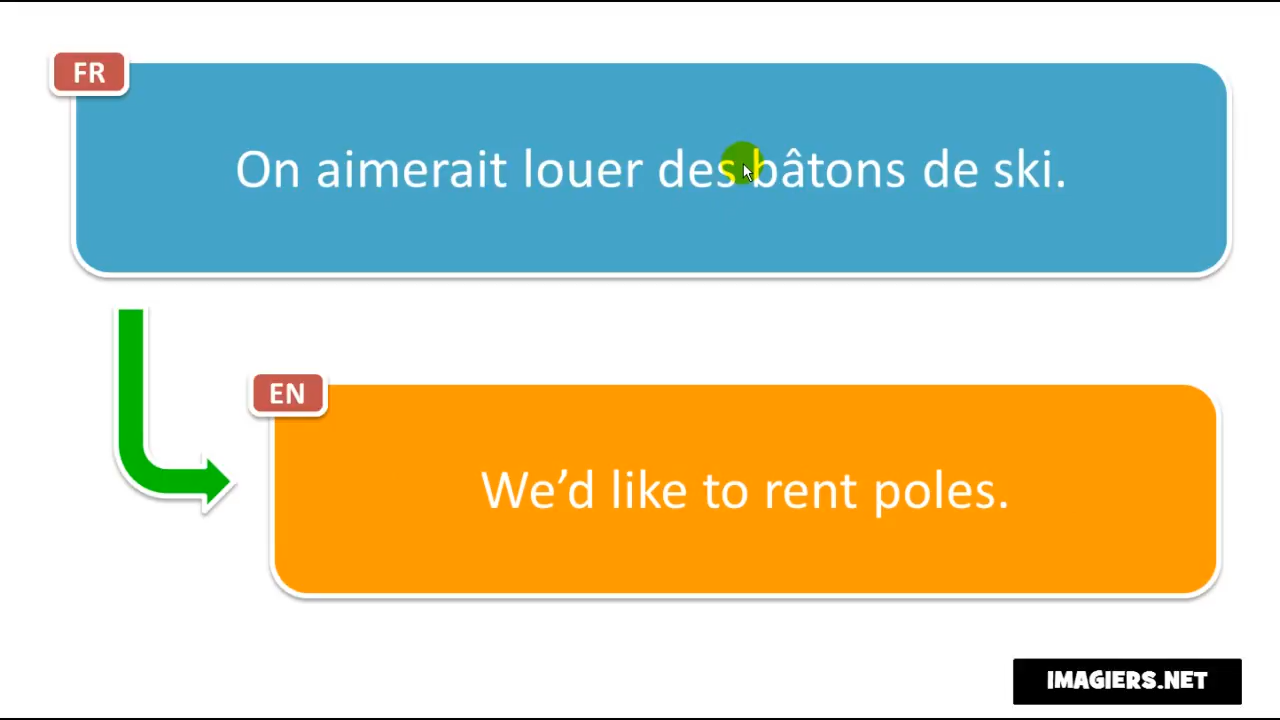 FR
On aimerait louer des bâtons de ski.
EN
We’d like to rent poles.
IMAGIERS.NET